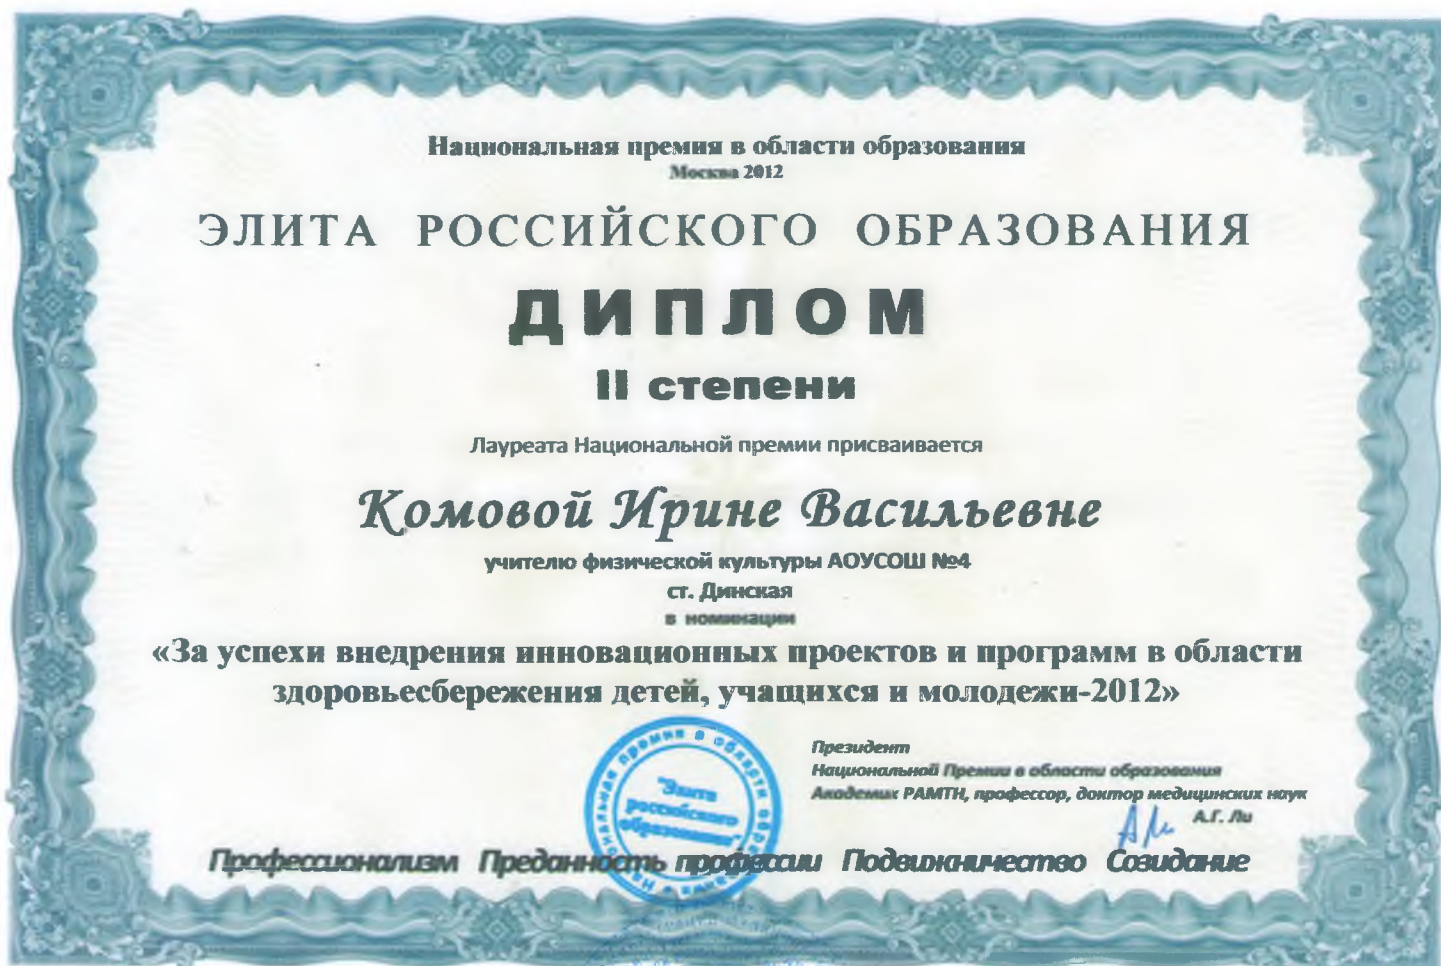 Национальная премия в области образования
Москва 2012
ЭЛИТА РОССИЙСКОГО ОБРАЗОВАНИЯ
ДИПЛОМ
II степени
Лауреата Национальной премии присваивается
Комовой Ирине Васильевне
учителю физической культуры АОУСОШ №4
ст. Динская
в номинации
«За успехи внедрения инновационных проектов и программ в области
здоровьесбережения детей, учащихся и молодежи-2012»
Президент
Национальной Премии в области образования
Академик РАМТН, профессор, доктор медицинских наук
А.Г. Ли
"Элита
российского
образования"
Профессионализм Преданность профессии Подвижничество Созидание